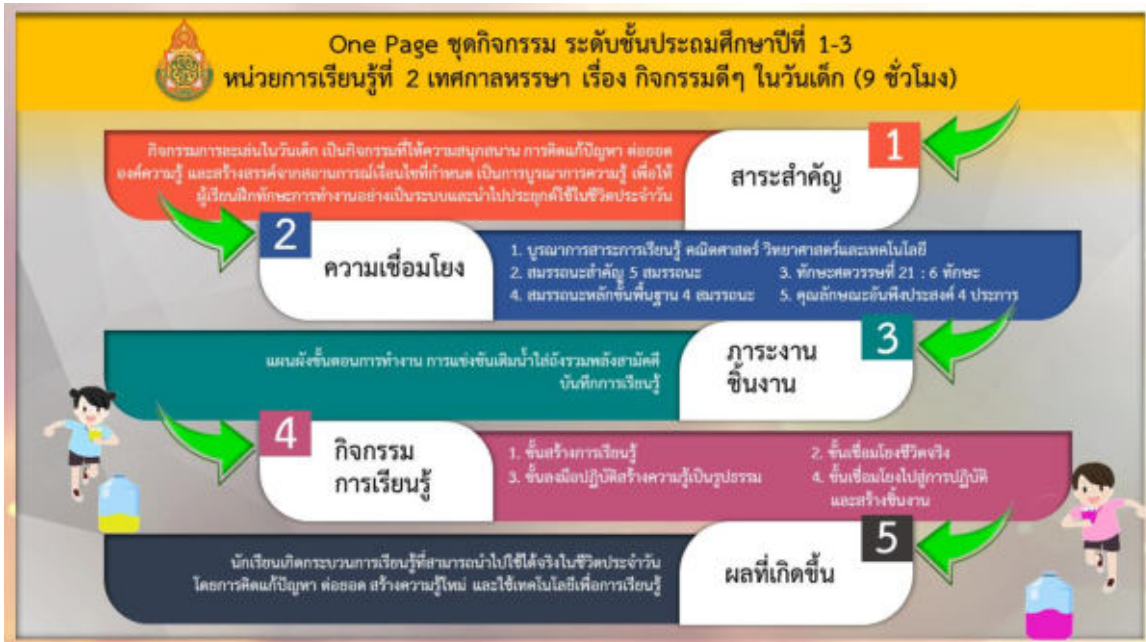 One Page ชุดกิจกรรม ระดับชั้นประถมศึกษาปีที่ 1-3
หน่วยการเรียนรู้ที่ 2 เทศกาลหรรษา เรื่อง กิจกรรมดีๆ ในวันเด็ก (9 ชั่วโมง)
1
สาระสำคัญ
กิจกรรมการละเล่นในวันเด็ก เป็นกิจกรรมที่ให้ความสนุกสนาน การคิดแก้ปัญหา ต่อยอด
องค์ความรู้ และสร้างสรรค์จากสถานการณ์เงื่อนไขที่กำหนด เป็นการบูรณาการความรู้ เพื่อให้
ผู้เรียนฝึกทักษะการทำงานอย่างเป็นระบบและนำไปประยุกต์ใช้ในชีวิตประจำวัน
2
ความเชื่อมโยง
1. บูรณาการสาระการเรียนรู้ คณิตศาสตร์ วิทยาศาสตร์และเทคโนโลยี
2. สมรรถนะสำคัญ 5 สมรรถนะ 3. ทักษะศตวรรษที่ 21 : 6 ทักษะ
4. สมรรถนะหลักขั้นพื้นฐาน 4 สมรรถนะ 5. คุณลักษณะอันพึงประสงค์ 4 ประการ
3
ภาระงาน
ชิ้นงาน
แผนผังขั้นตอนการทำงาน การแข่งขันเติมน้ำใส่ถังรวมพลังสามัคคี
บันทึกการเรียนรู้
4
กิจกรรม
การเรียนรู้
1. ขั้นสร้างการเรียนรู้ 2. ขั้นเชื่อมโยงชีวิตจริง
3. ขั้นลงมือปฏิบัติสร้างความรู้เป็นรูปธรรม 4. ขั้นเชื่อมโยงไปสู่การปฏิบัติ
และสร้างชิ้นงาน
5
ผลที่เกิดขึ้น
นักเรียนเกิดกระบวนการเรียนรู้ที่สามารถนำไปใช้ได้จริงในชีวิตประจำวัน
โดยการคิดแก้ปัญหา ต่อยอด สร้างความรู้ใหม่ และใช้เทคโนโลยีเพื่อการเรียนรู้